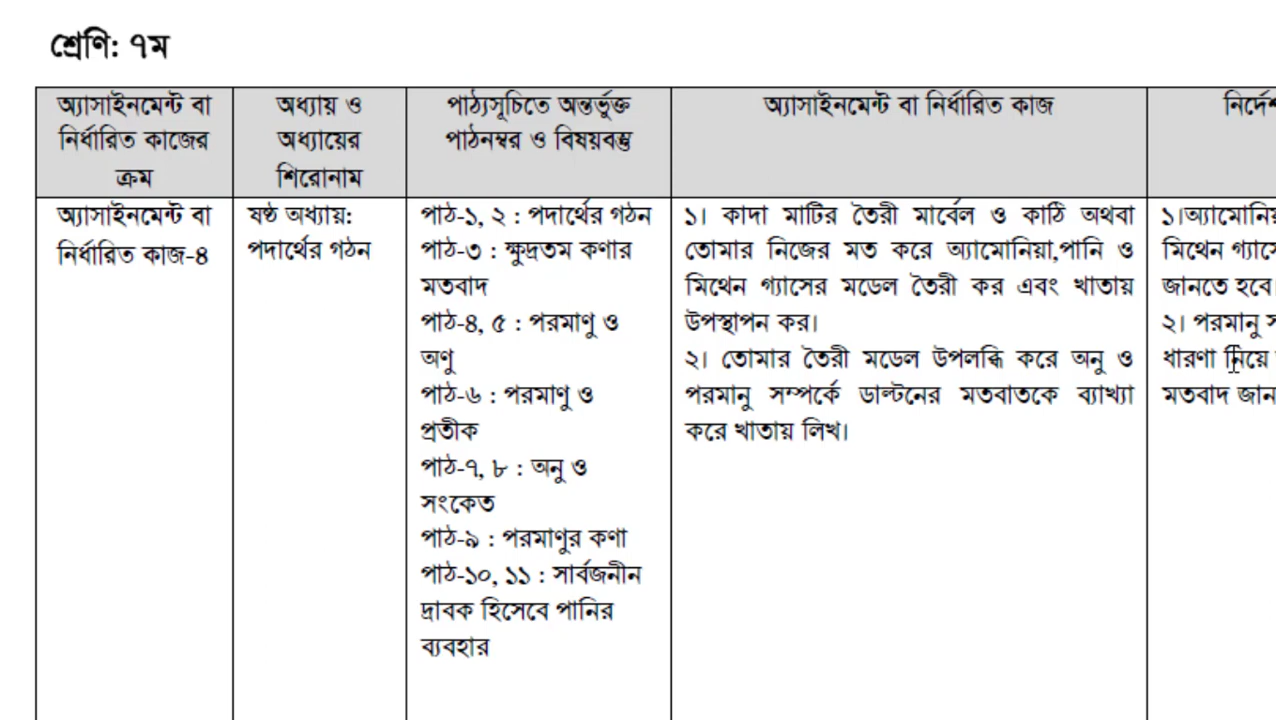 শ্রেণি: ৭ম
অ্যাসাইনমেন্ট বা
নির্ধারিত কাজের
ক্রম
অধ্যায় ও
অধ্যায়ের
শিরোনাম
পাঠ্যসূচিতে অন্তর্ভুক্ত
পাঠনম্বর ও বিষয়বস্তু
অ্যাসাইনমেন্ট বা নির্ধারিত কাজ
অ্যাসাইনমেন্ট বা
নির্ধারিত কাজ-৪
ষষ্ঠ অধ্যায়:
পদার্থের গঠন
পাঠ-১, ২ : পদার্থের গঠন
পাঠ-৩ : ক্ষুদ্রতম কণার
মতবাদ
পাঠ-৪, ৫ : পরমাণু ও
অণু
পাঠ-৬ : পরমাণু ও
প্রতীক
পাঠ-৭, ৮ : অনু ও
সংকেত
পাঠ-৯ : পরমাণুর কণা
পাঠ-১০, ১১ : সার্বজনীন
দ্রাবক হিসেবে পানির
ব্যবহার
১। কাদা মাটির তৈরী মার্বেল ও কাঠি অথবা
তোমার নিজের মত করে অ্যামোনিয়া,পানি ও
মিথেন গ্যাসের মডেল তৈরী কর এবং খাতায়
উপস্থাপন কর।
২। তোমার তৈরী মডেল উপলব্ধি করে অনু ও
পরমানু সম্পর্কে ডাল্টনের মতবাতকে ব্যাখ্যা
করে খাতায় লিখ।
মিথেন
জানতে হবে।
২। পরমানু
ধারণা নিয়ে
মতবাদ